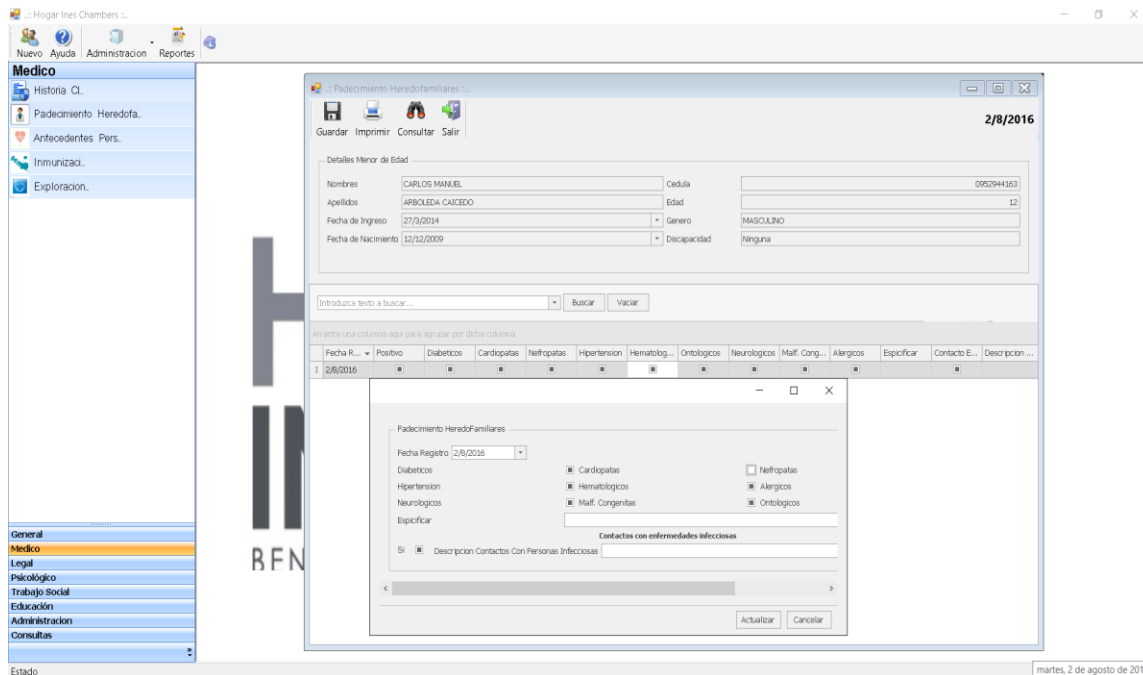 ..:: Hogar Ines Chambers ::..
Nuevo Ayuda Administracion Reportes
Medico
Historia Cl..
Padecimiento Heredofa..
Antecedentes Pers..
Inmunizaci..
Exploracion..
General
Medico
Legal
Psicológico
Trabajo Social
Educación
Administracion
Consultas
Estado
H
IN
BEN
..:: Padecimiento Heredofamiliares ::..
Guardar Imprimir Consultar Salir
2/8/2016
Detalles Menor de Edad
Nombres CARLOS MANUEL Cedula 0952944163
Apellidos ARBOLEDA CAICEDO Edad 12
Fecha de Ingreso 27/3/2014 Genero MASCULINO
Fecha de Nacimiento 12/12/2009 Discapacidad Ninguna
Introduzca texto a buscar... Buscar Vaciar
Arrastre una columna aquí para agrupar por dicha columna
Fecha R... Positivo Diabeticos Cardiopatas Nefropatas Hipertension Hematolog... Ontologicos Neurologicos Malf. Cong... Alergicos Espicificar Contacto E... Descripcion ...
2/8/2016
Padecimiento HeredoFamiliares
Fecha Registro 2/8/2016
Diabeticos Cardiopatas Nefropatas
Hipertension Hematologicos Alergicos
Neurologicos Malf. Congenitas Ontologicos
Espicificar
Contactos con enfermedades infecciosas
Si Descripcion Contactos Con Personas Infecciosas
Actualizar Cancelar
martes, 2 de agosto de 201